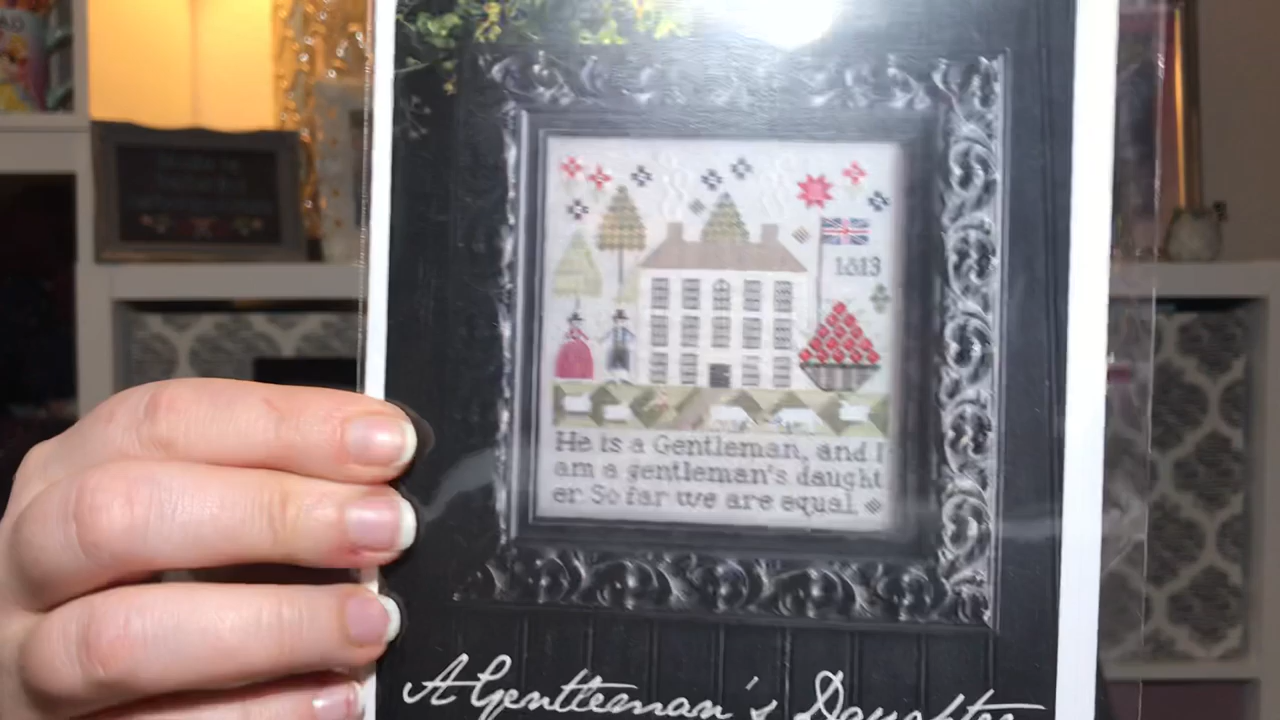 1813
He is a Gentleman, and I
am a gentleman's daught
er. So far we are equal.
A Gentleman's Daughter